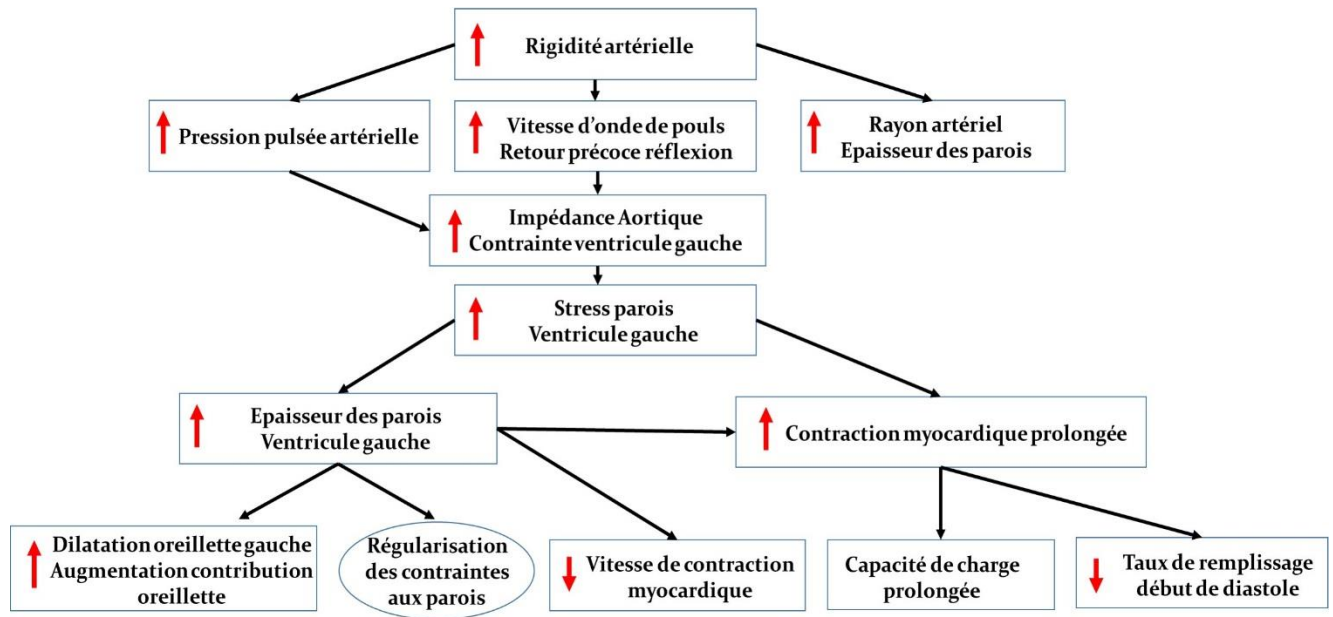 Rigidité artérielle
Pression pulsée artérielle
Vitesse d'onde de pouls
Retour précoce réflexion
Rayon artériel
Epaisseur des parois
Impédance Aortique
Contrainte ventricule gauche
Stress parois
Ventricule gauche
Epaisseur des parois
Ventricule gauche
Contraction myocardique prolongée
Dilatation oreillette gauche
Augmentation contribution
oreillette
Régularisation
des contraintes
aux parois
Vitesse de contraction
myocardique
Capacité de charge
prolongée
Taux de remplissage
début de diastole